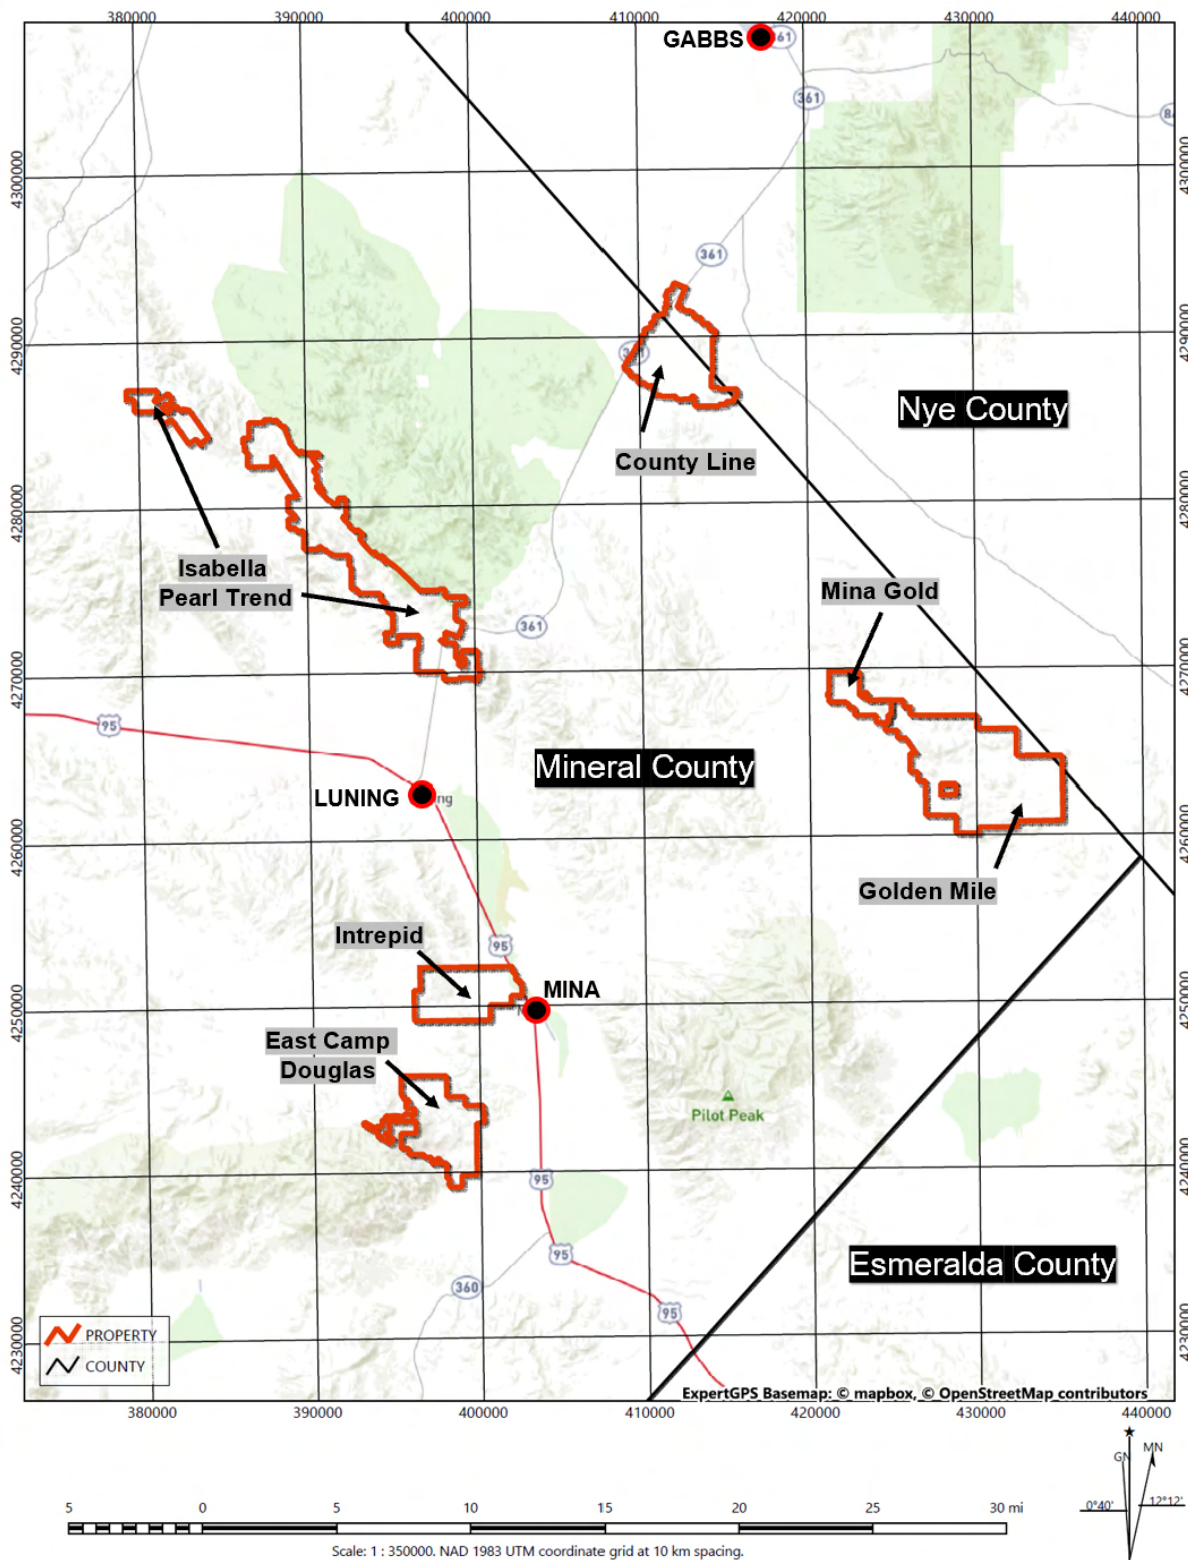 380000 390000 400000 410000 420000 430000 440000
GABBS
361
361
4300000
4300000
361
4290000
4290000
Nye County
County Line
4280000
4280000
Isabella
Pearl Trend
Mina Gold
361
4270000
4270000
95
Mineral County
LUNING
ng
4260000
4260000
Golden Mile
Intrepid
95
MINA
4250000
4250000
East Camp
Douglas
Pilot Peak
4240000
4240000
95
95
Esmeralda County
360
95
4230000
4230000
PROPERTY
COUNTY
ExpertGPS Basemap: © mapbox, © OpenStreetMap contributors
380000 390000 400000 410000 420000 430000 440000
GN
MN
0°40'
12°12'
5 0 5 10 15 20 25 30 mi
Scale: 1 : 350000. NAD 1983 UTM coordinate grid at 10 km spacing.